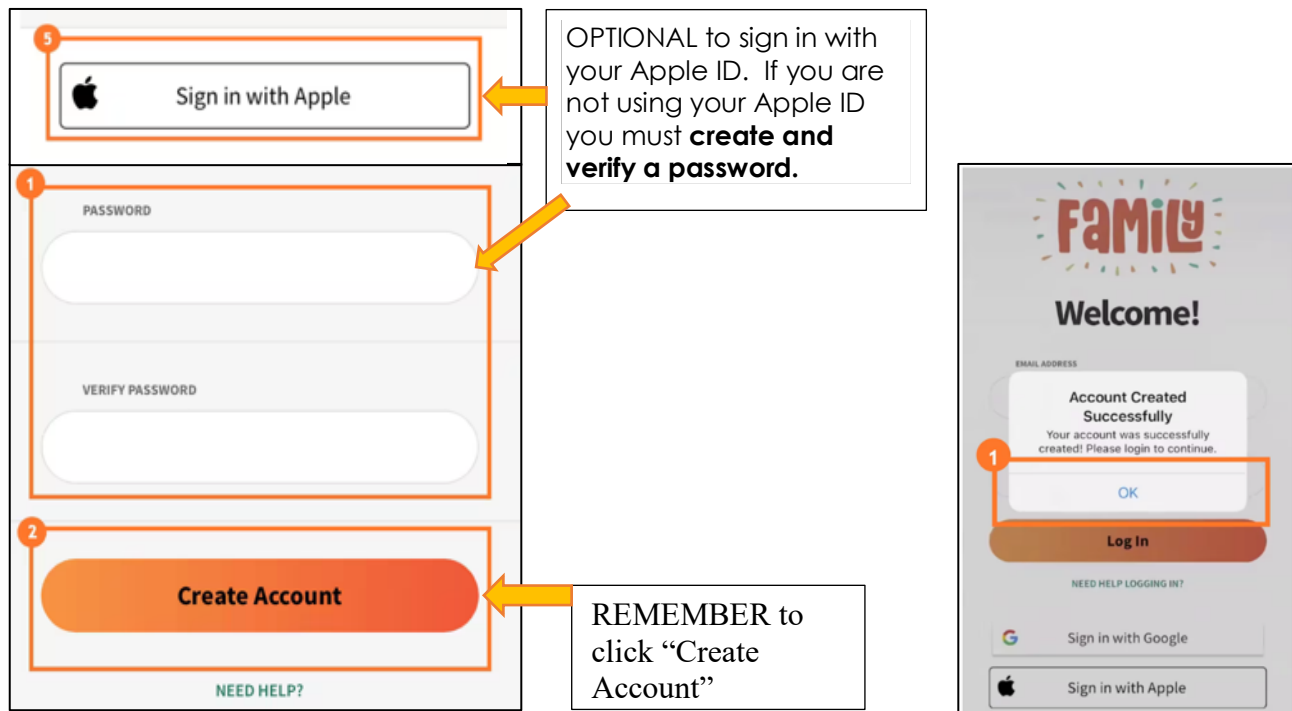 5
Sign in with Apple
OPTIONAL to sign in with
your Apple ID. If you are
not using your Apple ID
you must create and
verify a password.
1
PASSWORD
VERIFY PASSWORD
2
Create Account
NEED HELP?
REMEMBER to
click “Create
Account”
FaMiLy
Welcome!
EMAIL ADDRESS
Account Created
Successfully
Your account was successfully
created! Please login to continue.
1
OK
Log In
NEED HELP LOGGING IN?
G Sign in with Google
Sign in with Apple